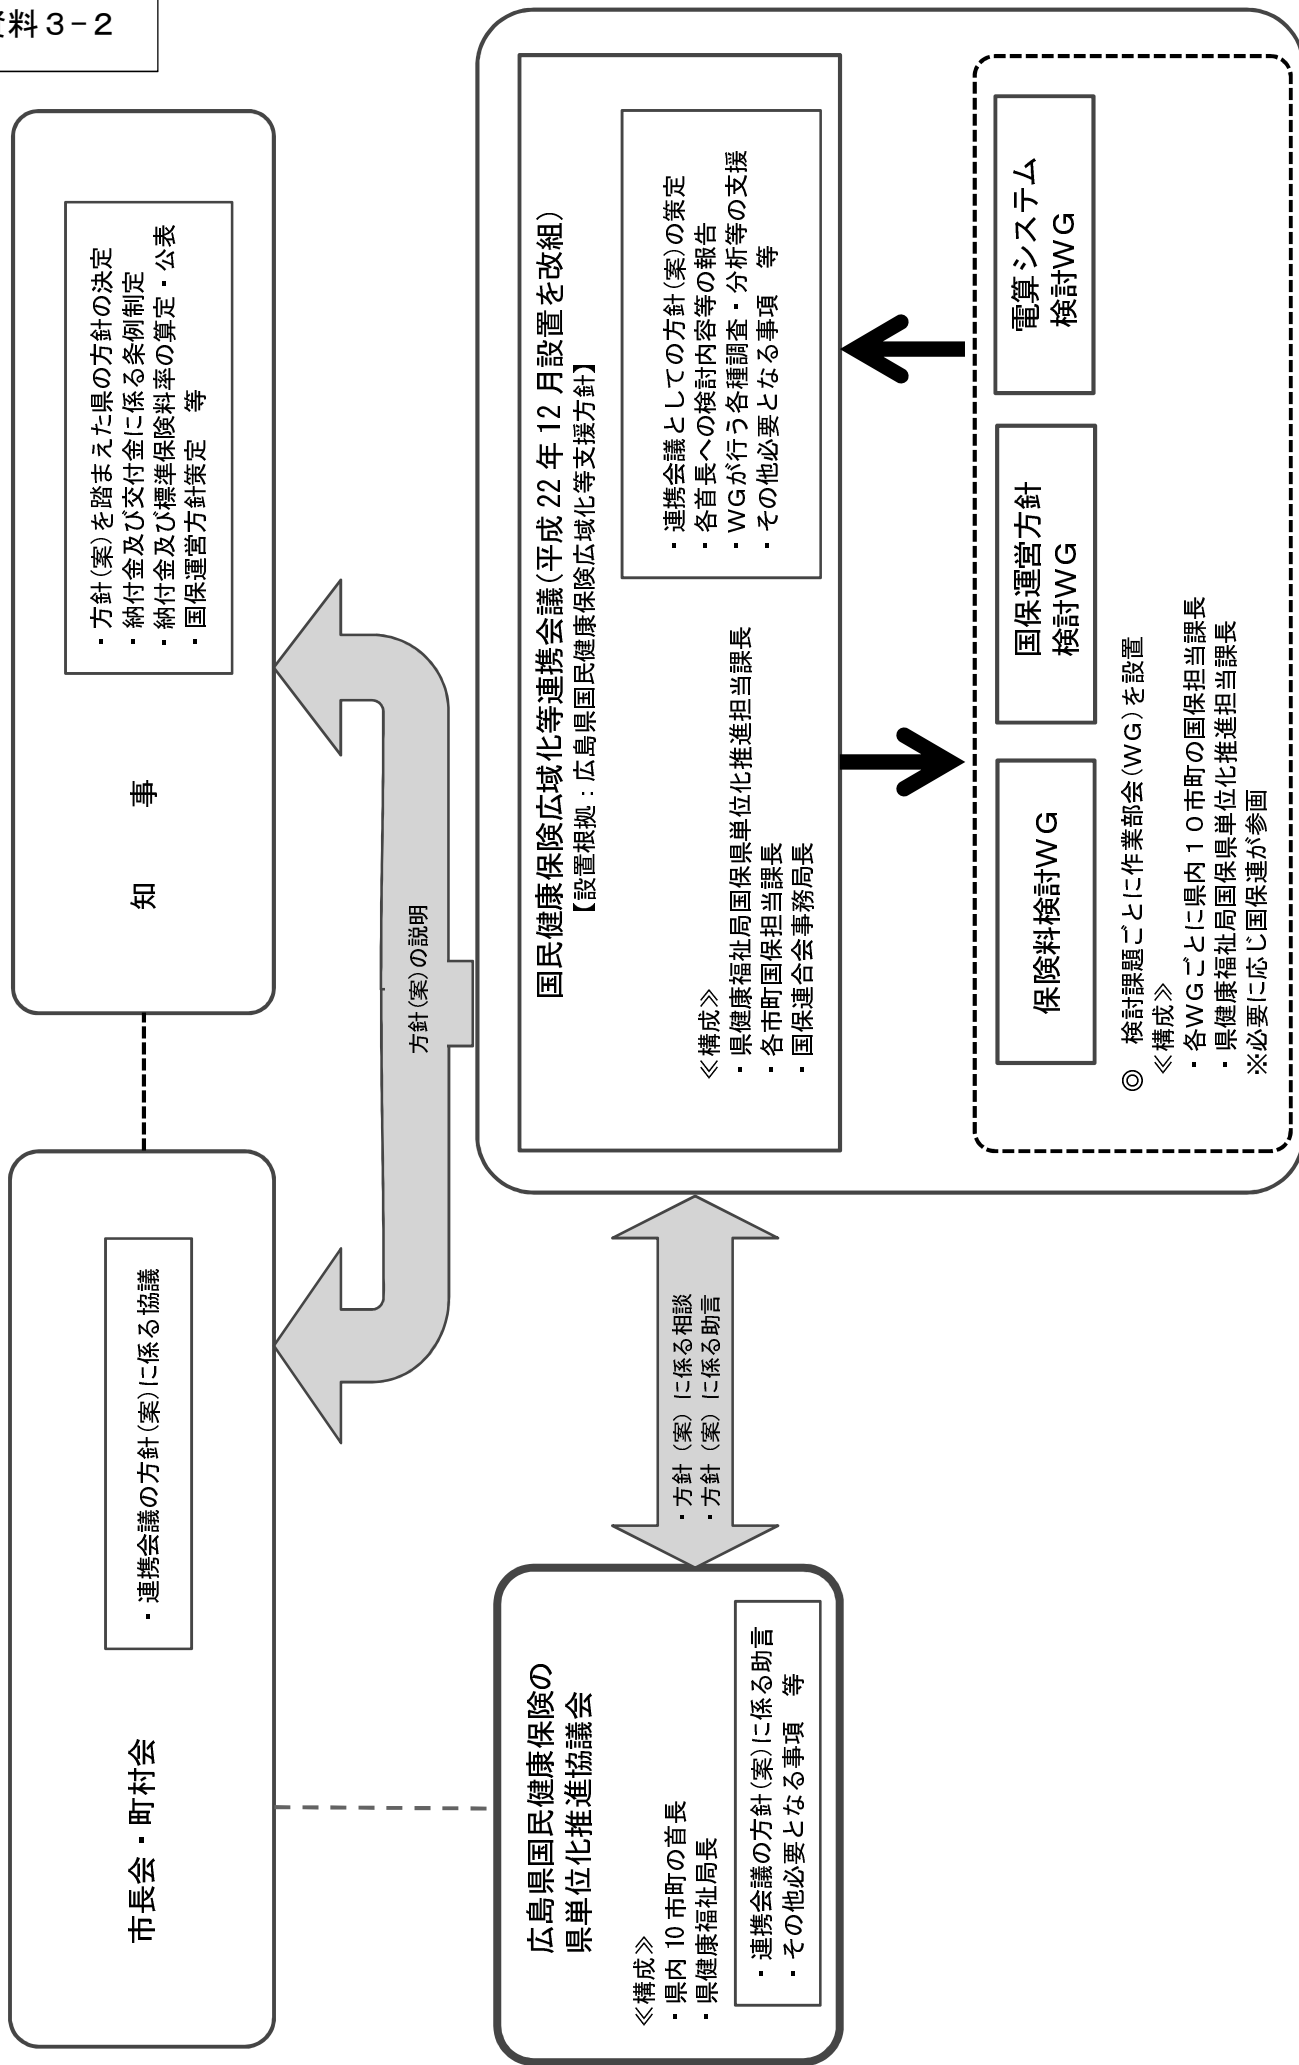 資料３－２
市長会・町村会
・連携会議の方針(案)に係る協議
知　事
・方針(案)を踏まえた県の方針の決定
・納付金及び交付金に係る条例制定
・納付金及び標準保険料率の算定・公表
・国保運営方針策定　等
方針(案)の説明
広島県国民健康保険の
県単位化推進協議会
≪構成≫
・県内 10 市町の首長
・県健康福祉局長
・連携会議の方針(案)に係る助言
・その他必要となる事項　等
・方針（案）に係る相談
・方針（案）に係る助言
国民健康保険広域化等連携会議(平成 22 年 12 月設置を改組)
【設置根拠：広島県国民健康保険広域化等支援方針】
≪構成≫
・県健康福祉局国保県単位化推進担当課長
・各市町国保担当課長
・国保連合会事務局長
・連携会議としての方針(案)の策定
・各首長への検討内容等の報告
・ＷＧが行う各種調査・分析等の支援
・その他必要となる事項　等
保険料検討ＷＧ
国保運営方針
検討ＷＧ
電算システム
検討ＷＧ
◎　検討課題ごとに作業部会(ＷＧ)を設置
≪構成≫
・各ＷＧごとに県内１０市町の国保担当課長
・県健康福祉局国保県単位化推進担当課長
※必要に応じ国保連が参画